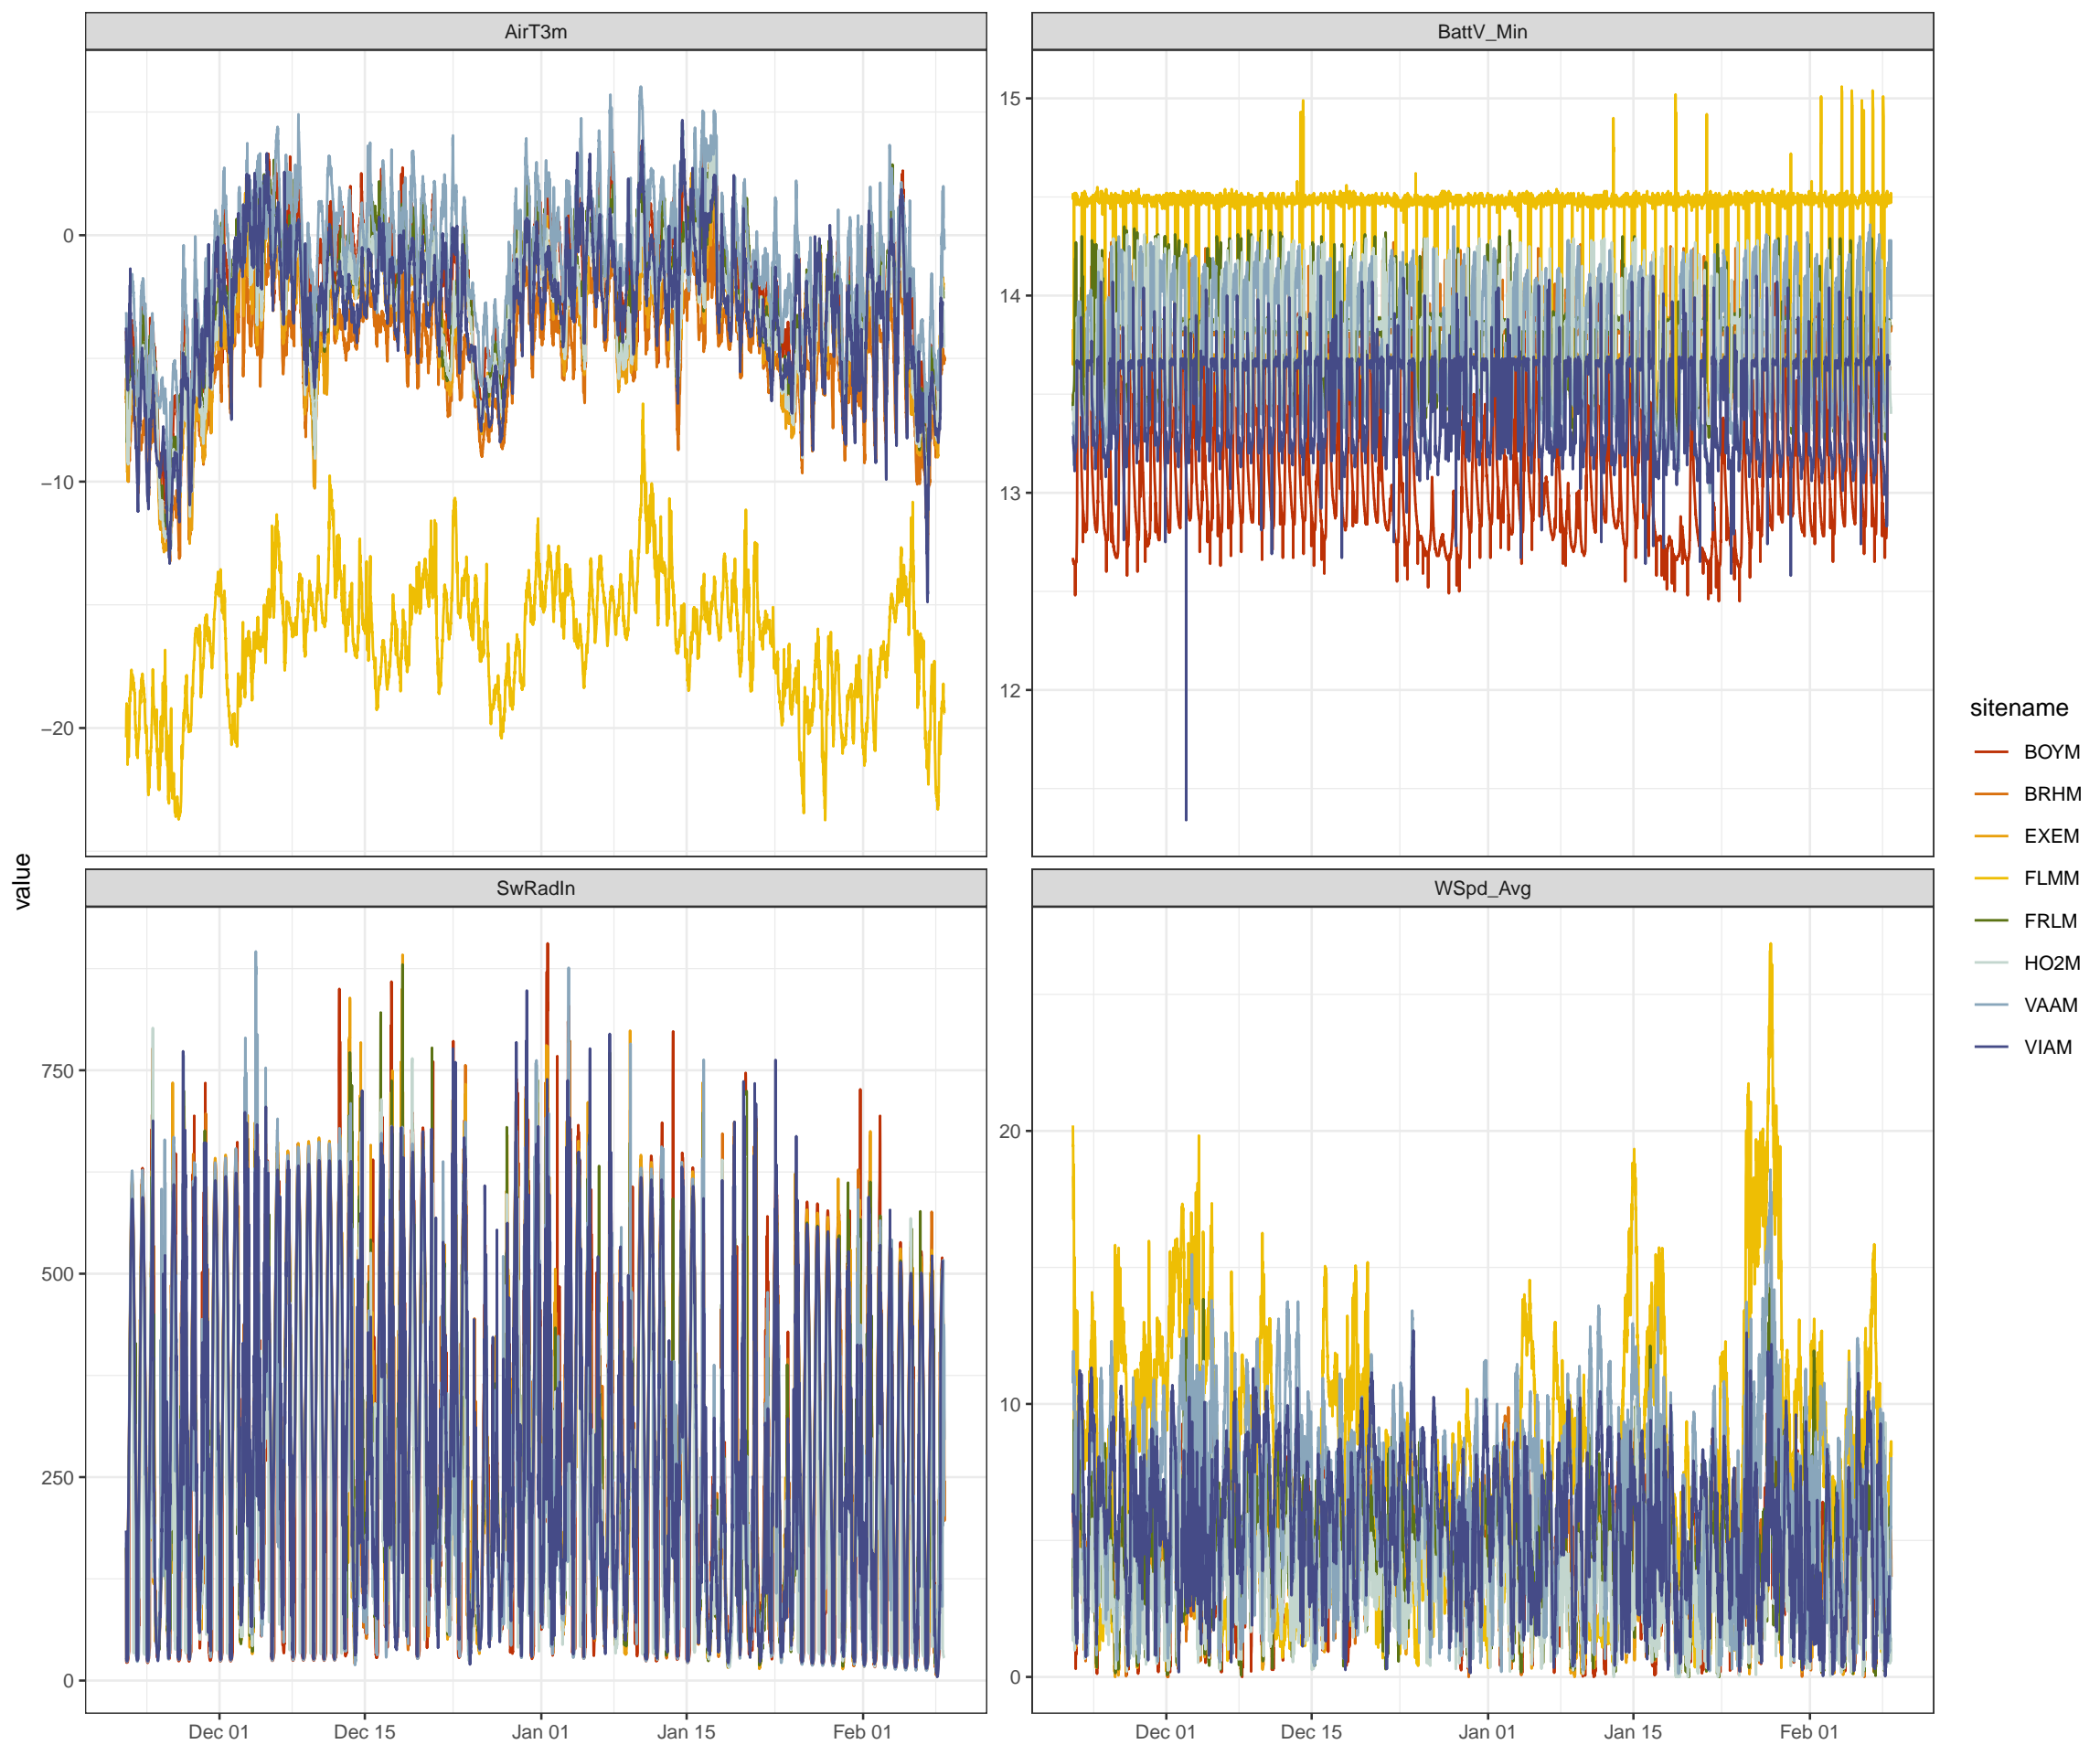 AirT3m
BattV_Min
0
−10
−20
15
14
13
12
SwRadIn
WSpd_Avg
750
500
250
0
20
10
0
Dec 01 Dec 15 Jan 01 Jan 15 Feb 01
Dec 01 Dec 15 Jan 01 Jan 15 Feb 01
value
sitename
BOYM
BRHM
EXEM
FLMM
FRLM
HO2M
VAAM
VIAM